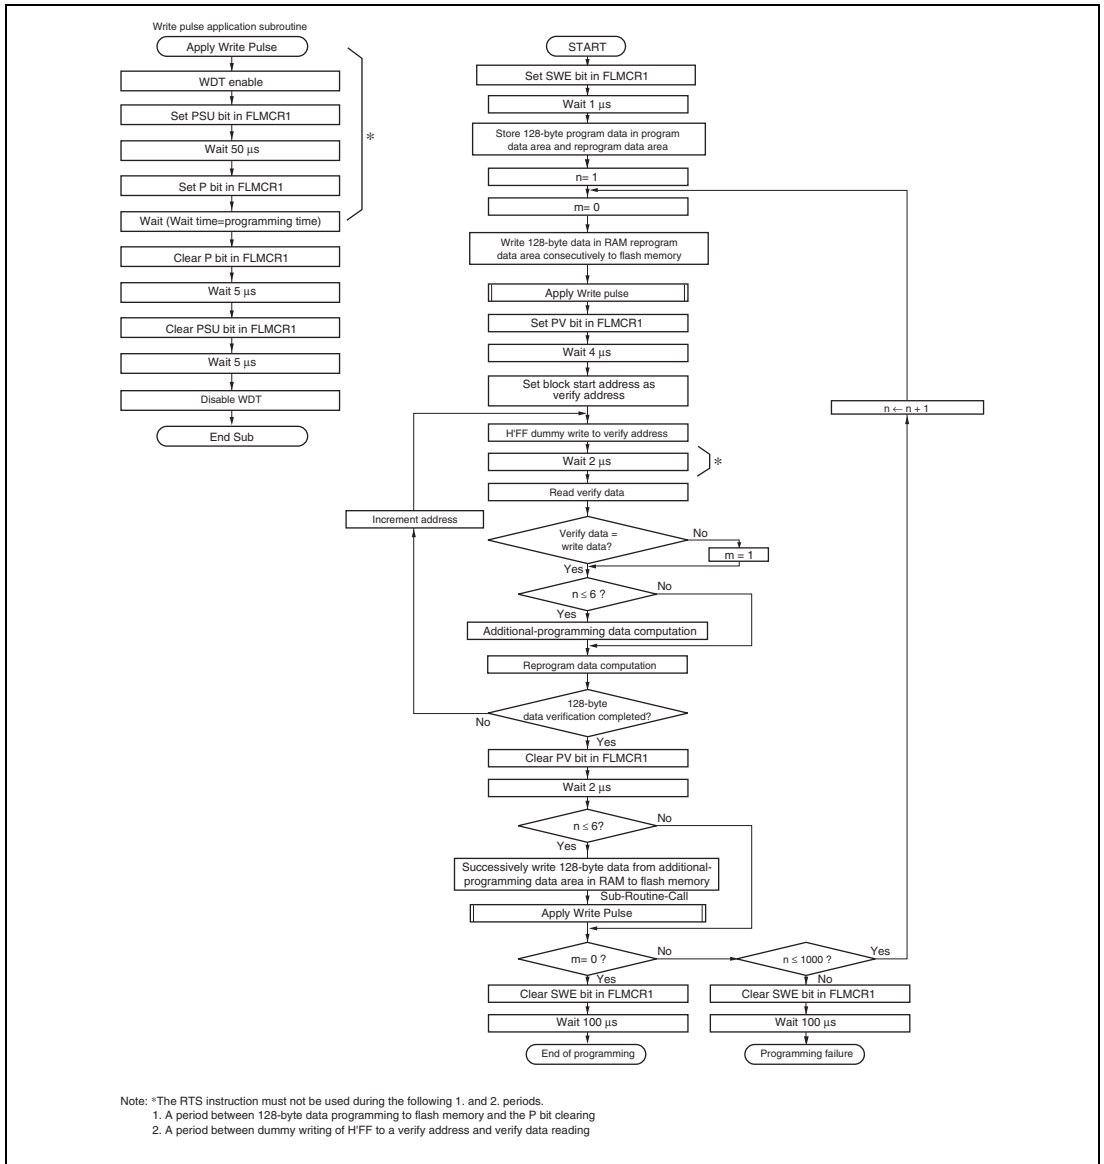 Write pulse application subroutine
Apply Write Pulse
WDT enable
Set PSU bit in FLMCR1
Wait 50 μs
Set P bit in FLMCR1
Wait (Wait time=programming time)
Clear P bit in FLMCR1
Wait 5 μs
Clear PSU bit in FLMCR1
Wait 5 μs
Disable WDT
End Sub
*
START
Set SWE bit in FLMCR1
Wait 1 μs
Store 128-byte program data in program
data area and reprogram data area
n= 1
m= 0
Write 128-byte data in RAM reprogram
data area consecutively to flash memory
Apply Write pulse
Set PV bit in FLMCR1
Wait 4 μs
Set block start address as
verify address
n ← n + 1
H'FF dummy write to verify address
Wait 2 μs
*
Read verify data
Increment address
Verify data =
write data?
No
m = 1
Yes
n ≤ 6 ?
No
Yes
Additional-programming data computation
Reprogram data computation
128-byte
data verification completed?
No
Yes
Clear PV bit in FLMCR1
Wait 2 μs
n ≤ 6?
No
Yes
Successively write 128-byte data from additional-
programming data area in RAM to flash memory
Sub-Routine-Call
Apply Write Pulse
m= 0 ?
No
n ≤ 1000 ?
Yes
Yes
No
Clear SWE bit in FLMCR1
Clear SWE bit in FLMCR1
Wait 100 μs
Wait 100 μs
End of programming
Programming failure
Note: *The RTS instruction must not be used during the following 1. and 2. periods.
1. A period between 128-byte data programming to flash memory and the P bit clearing
2. A period between dummy writing of H'FF to a verify address and verify data reading